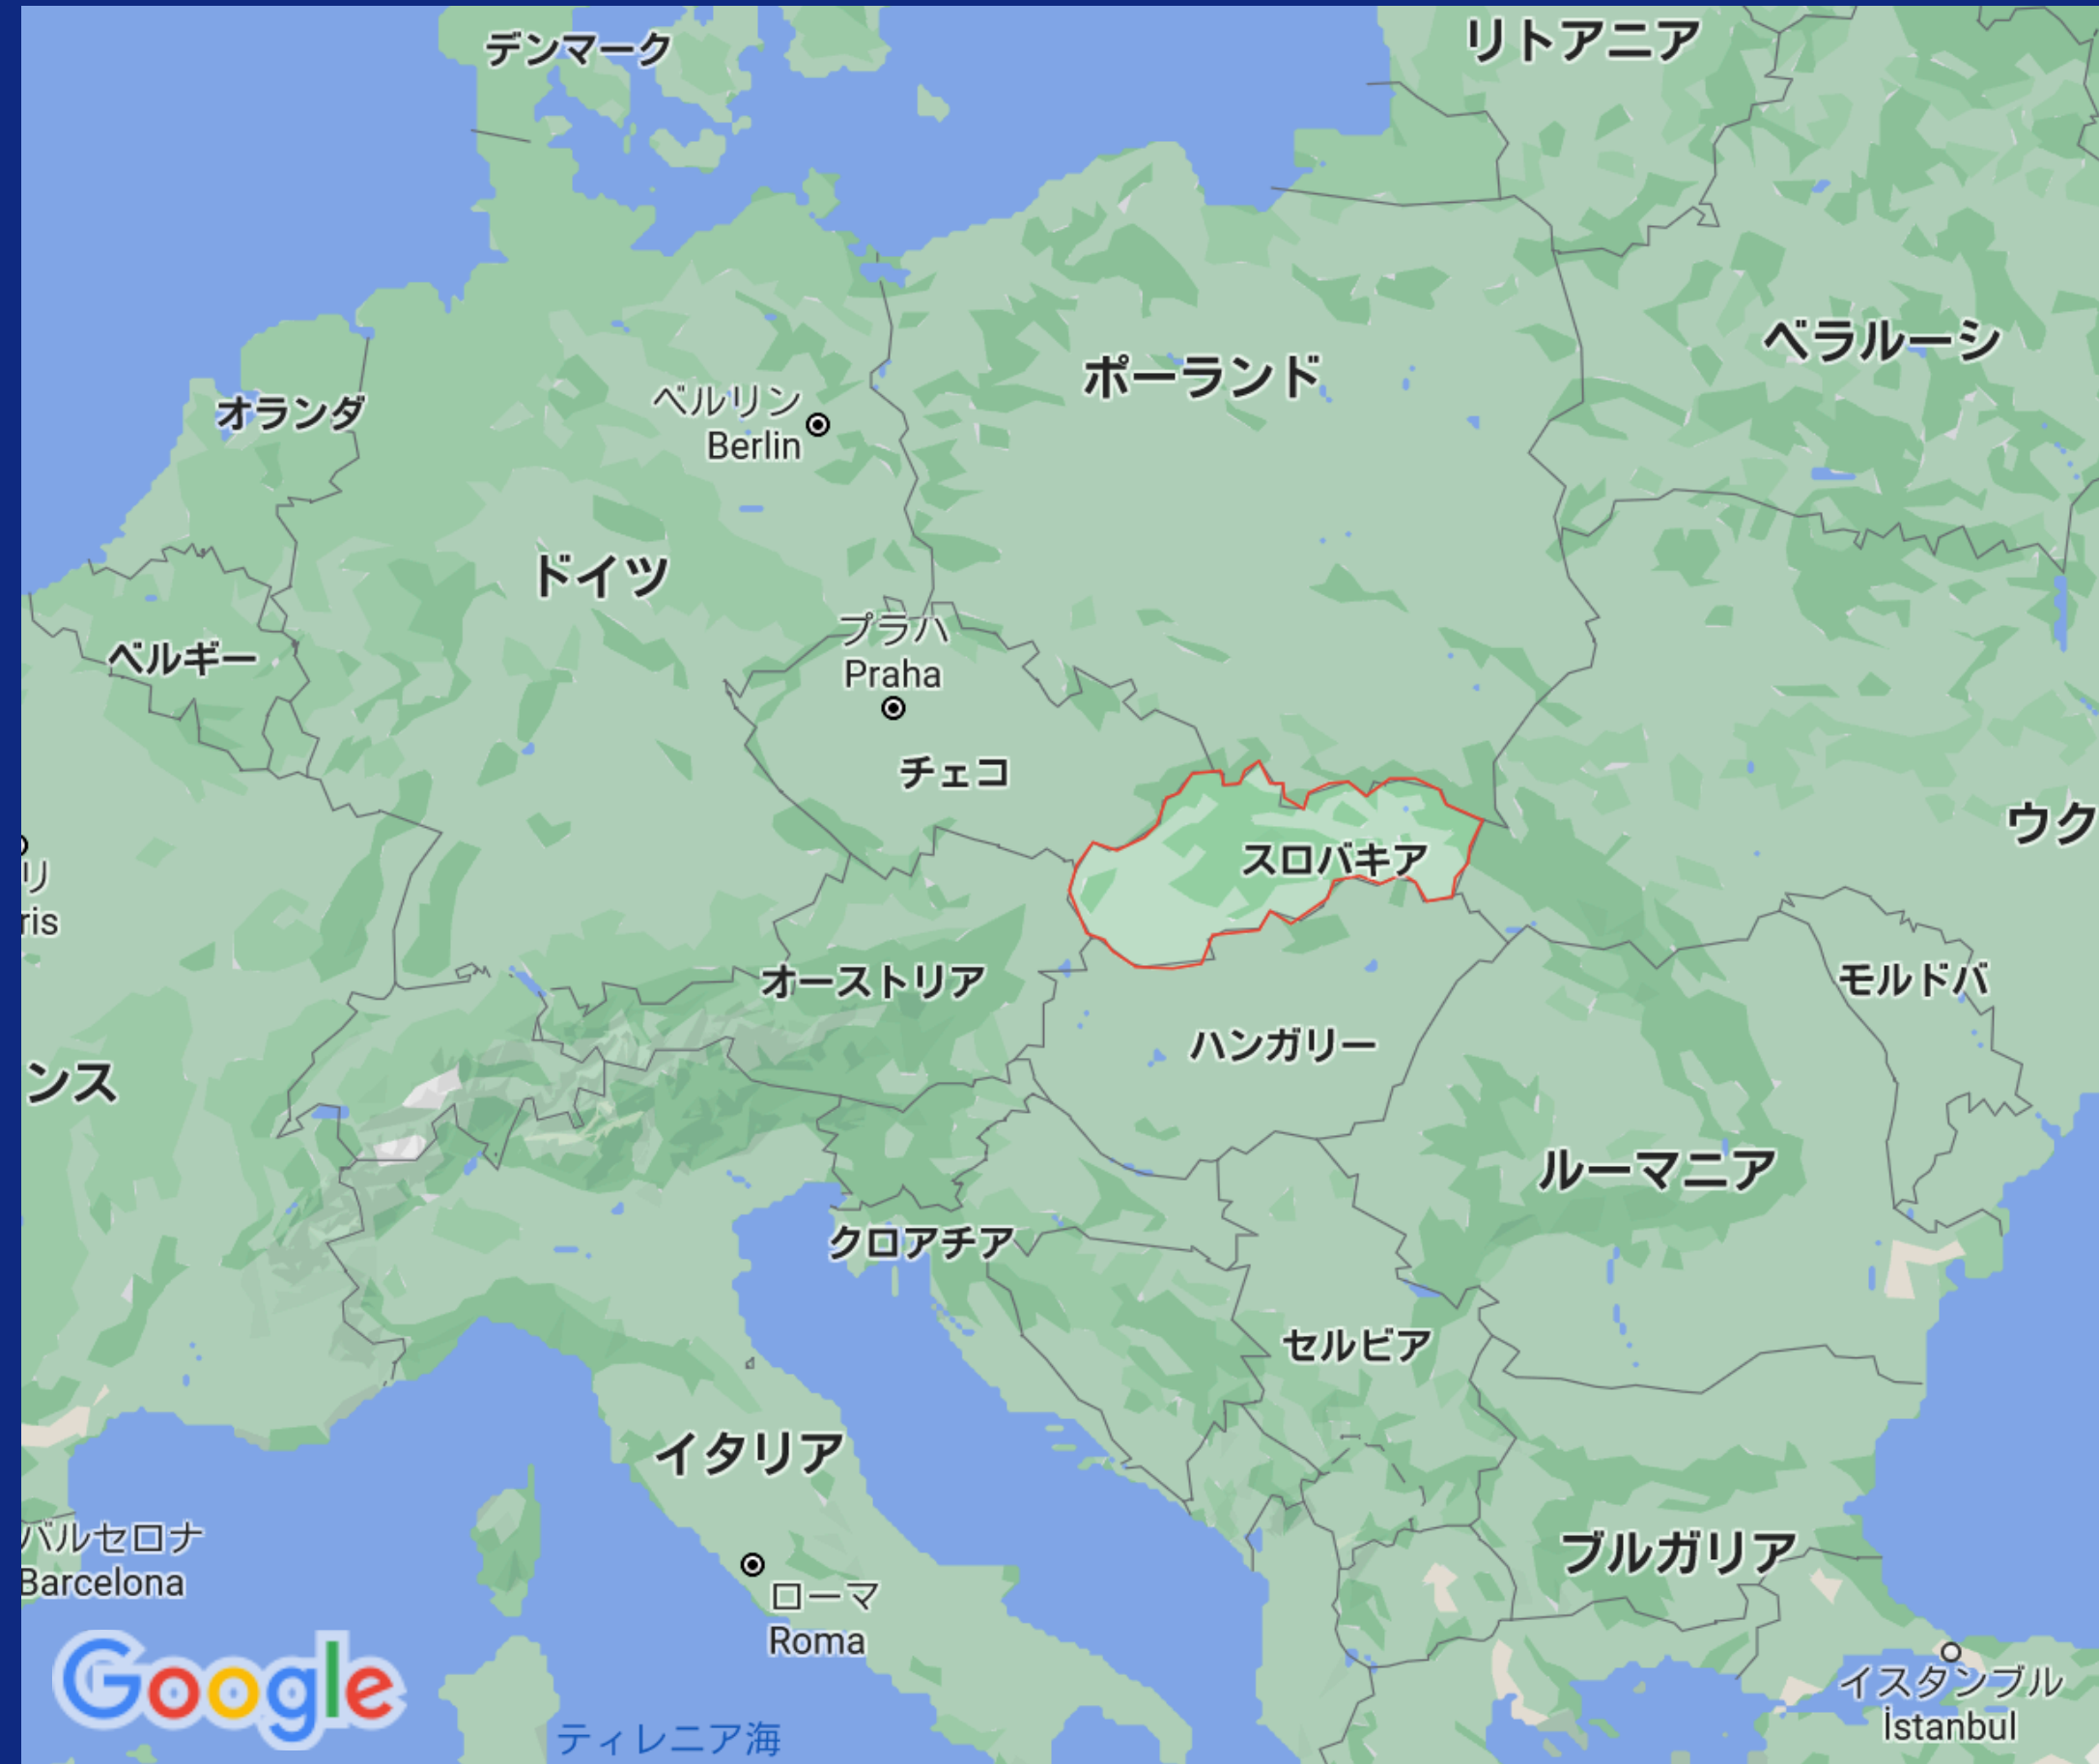 デンマーク
リトアニア
ベラルーシ
ポーランド
オランダ
ベルリン
Berlin
ドイツ
プラハ
Praha
ベルギー
チェコ
ウク
スロバキア
リ
ris
オーストリア
モルドバ
ハンガリー
ンス
ルーマニア
クロアチア
セルビア
イタリア
バルセロナ
Barcelona
ブルガリア
ローマ
Roma
Google
イスタンブル
İstanbul
ティレニア海